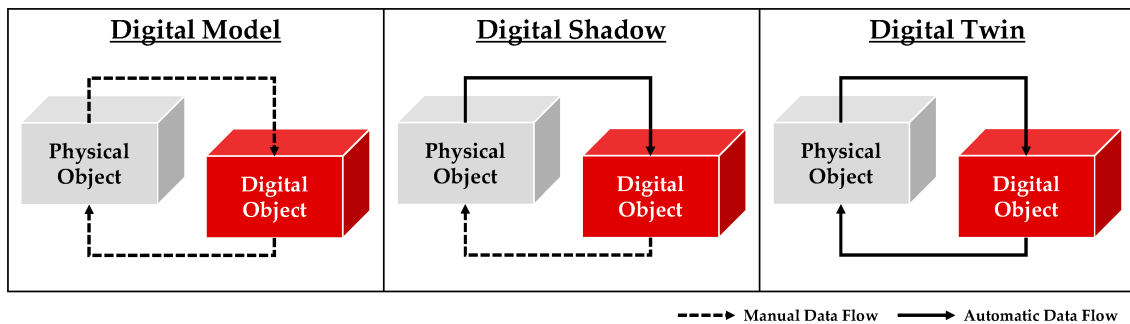 Digital Model
Digital Shadow
Digital Twin
Physical
Object
Digital
Object
Physical
Object
Digital
Object
Physical
Object
Digital
Object
Manual Data Flow
Automatic Data Flow